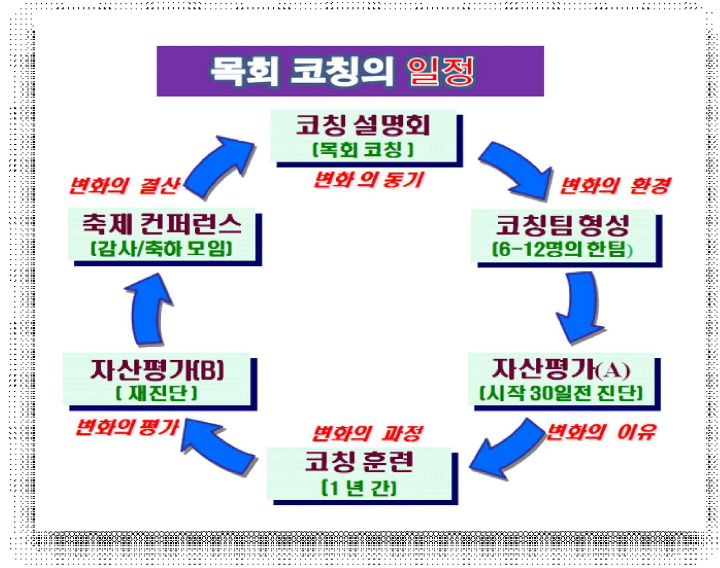 목회 코칭의 일정
코칭 설명회
(목회 코칭)
변화의 동기
변화의 환경
코칭팀 형성
(6-12명의 한팀)
자산평가(A)
(시작 30일전 진단)
변화의 이유
변화의 과정
코칭 훈련
(1년 간)
변화의 평가
자산평가(B)
(재진단)
축제 컨퍼런스
(감사/축하 모임)
변화의 결산